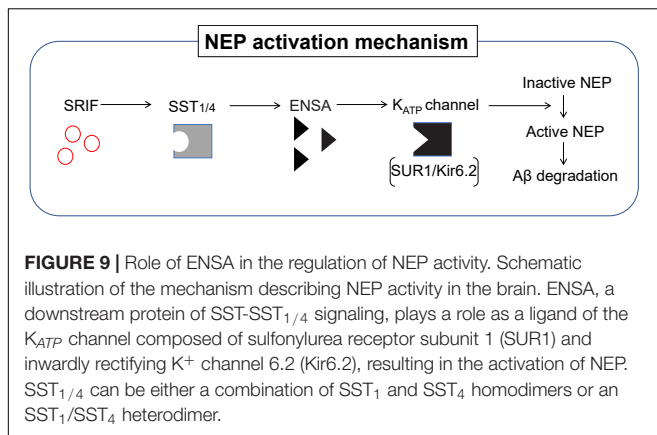 NEP activation mechanism
Inactive NEP
SRIF SST1/4 ENSA KATP channel
Active NEP
(SUR1/Kir6.2)
Aβ degradation
FIGURE 9 | Role of ENSA in the regulation of NEP activity. Schematic
illustration of the mechanism describing NEP activity in the brain. ENSA, a
downstream protein of SST-SST1/4 signaling, plays a role as a ligand of the
KATP channel composed of sulfonylurea receptor subunit 1 (SUR1) and
inwardly rectifying K+ channel 6.2 (Kir6.2), resulting in the activation of NEP.
SST1/4 can be either a combination of SST1 and SST4 homodimers or an
SST1/SST4 heterodimer.